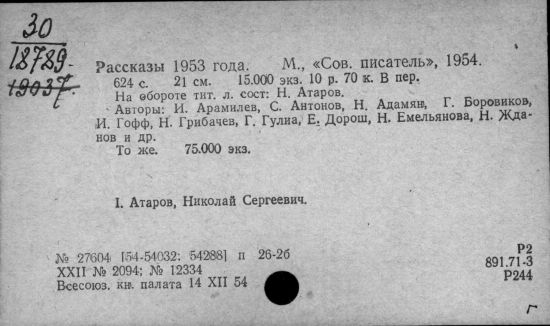 30
18789-
19037.
Рассказы 1953 года. М., «Сов. писатель», 1954.
624 с. 21 см. 15.000 экз. 10 р. 70 к. В пер.
На обороте тит. л. сост: Н. Атаров.
Авторы: И. Арамилев, С. Антонов, Н. Адамян, Г. Боровиков,
И. Гофф, Н. Грибачев, Г. Гулиа, Е. Дорош, Н. Емельянова, Н. Жда-
нов и др.
То же. 75.000 экз.
I. Атаров, Николай Сергеевич.
№ 27604 [54-54032; 54288] п 26-2б
XXII № 2094; № 12334
Всесоюз. кн. палата 14 XII 54
Р2
891.71-3
Р244
г